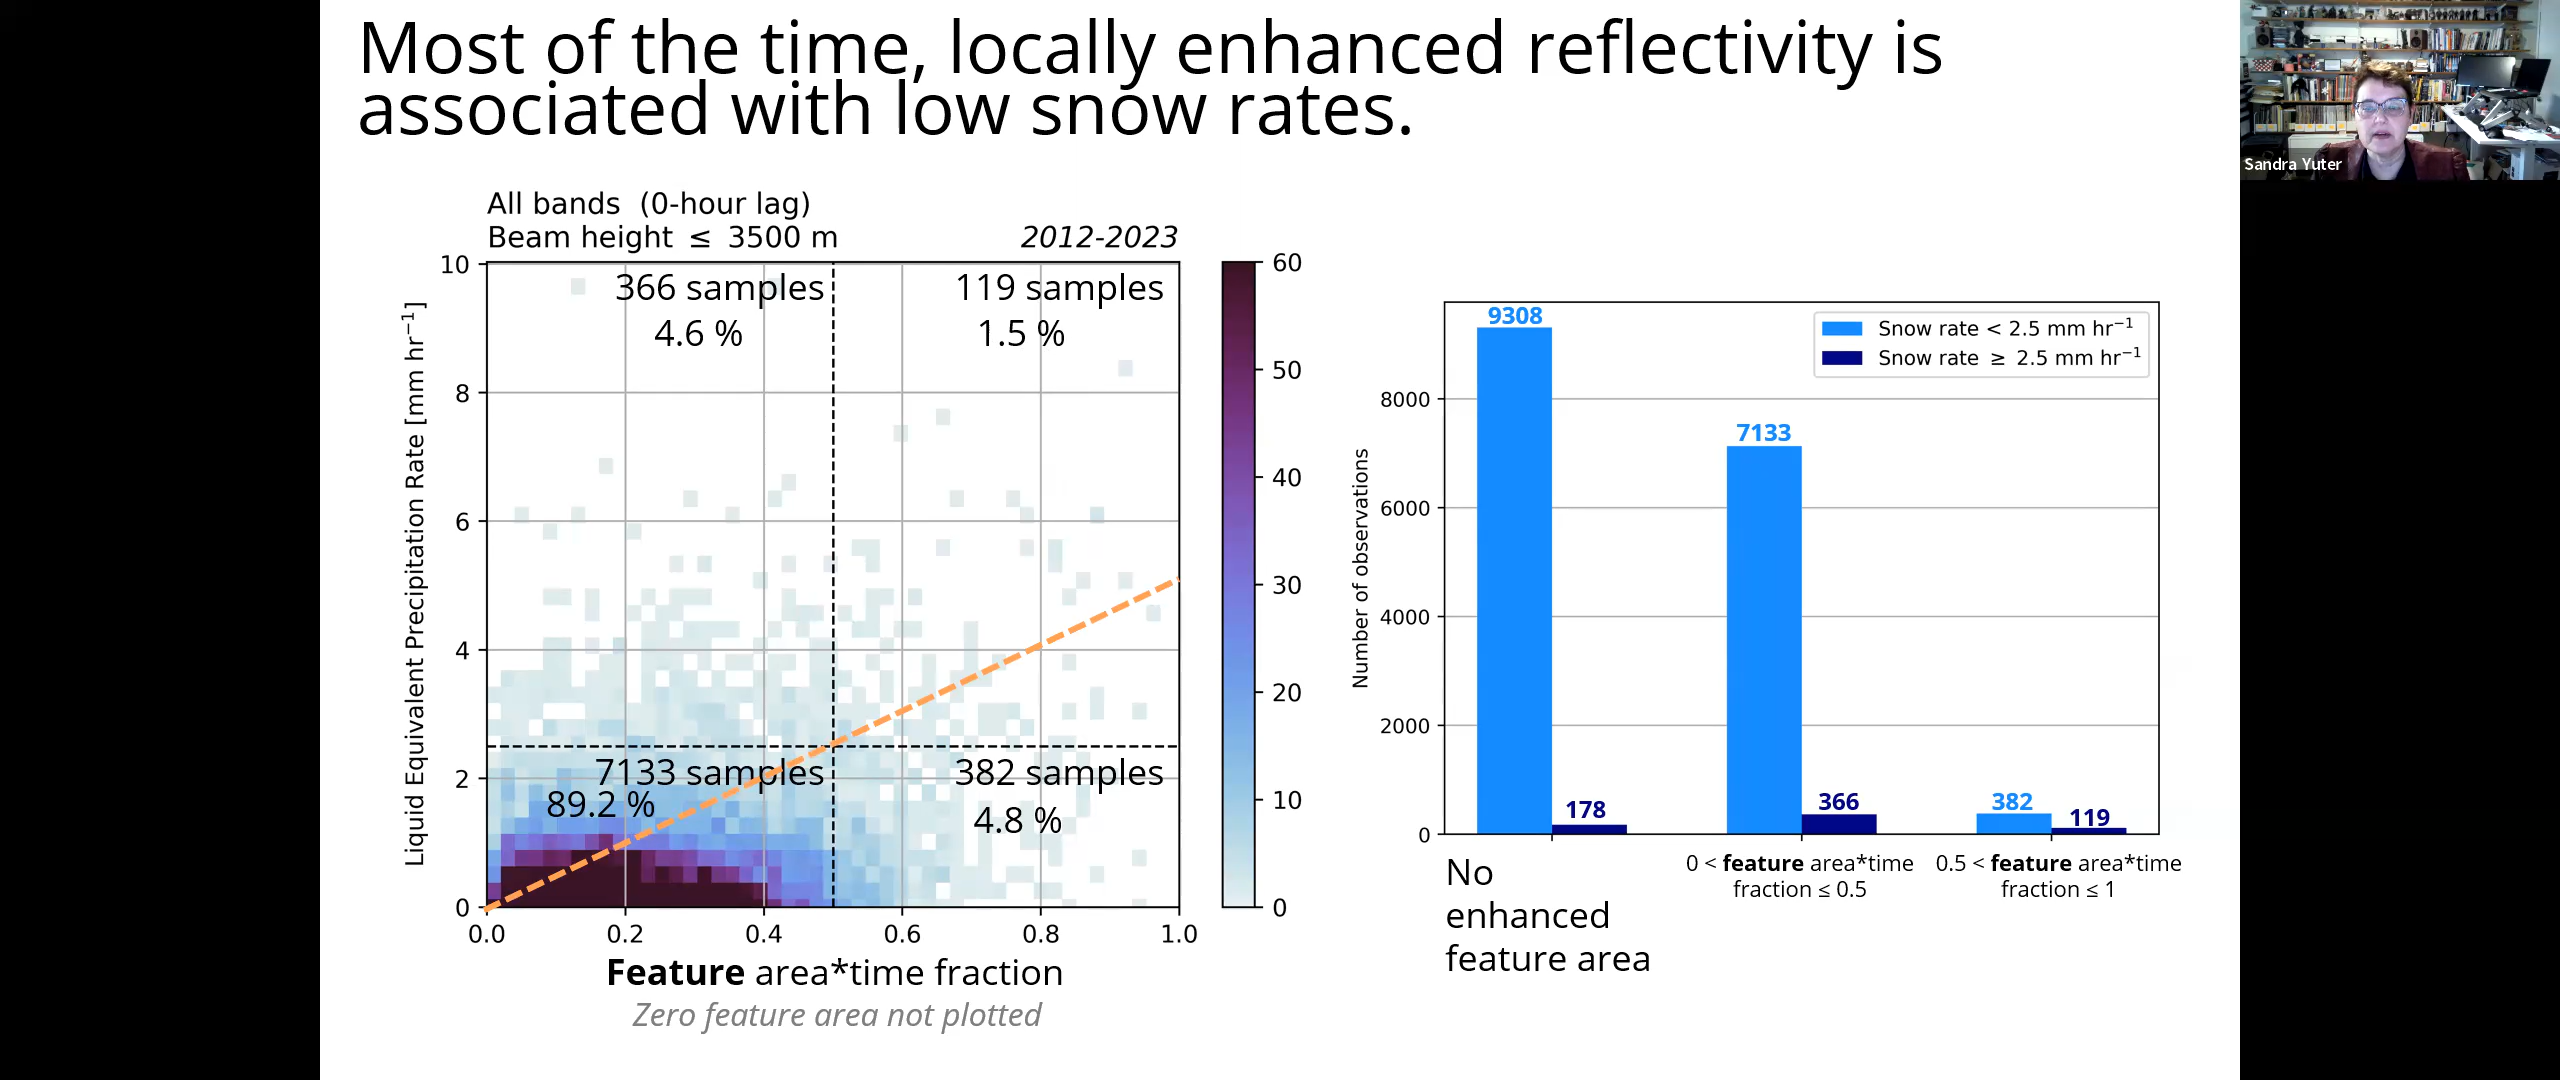 Most of the time, locally enhanced reflectivity is
associated with low snow rates.
Sandra Yuter
All bands (0-hour lag)
Beam height ≤ 3500 m
2012-2023
Liquid Equivalent Precipitation Rate [mm hr⁻¹]
10
8
6
4
2
0
366 samples
4.6 %
119 samples
1.5 %
7133 samples
89.2 %
382 samples
4.8 %
0.0 0.2 0.4 0.6 0.8 1.0
Feature area*time fraction
Zero feature area not plotted
60
50
40
30
20
10
0
Number of observations
8000
6000
4000
2000
0
Snow rate < 2.5 mm hr⁻¹
Snow rate ≥ 2.5 mm hr⁻¹
9308
178
7133
366
382
119
No
enhanced
feature area
0 < feature area*time
fraction ≤ 0.5
0.5 < feature area*time
fraction ≤ 1